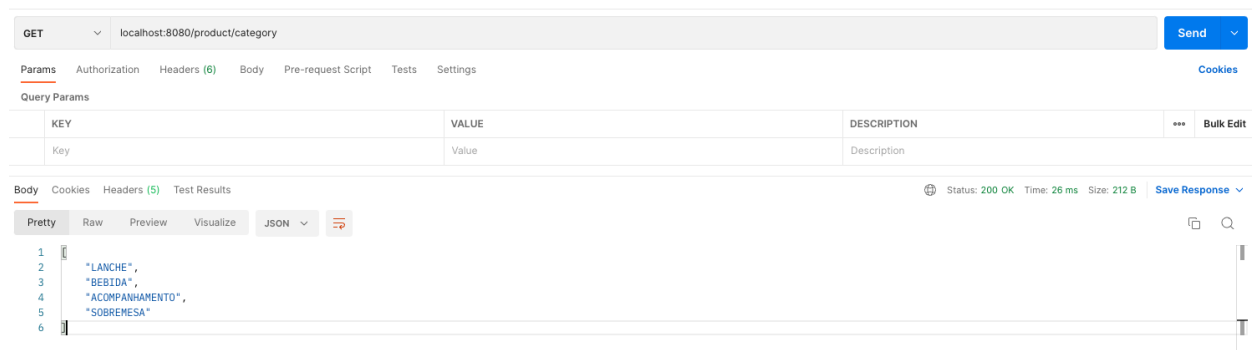 GET localhost:8080/product/category Send
Params Authorization Headers (6) Body Pre-request Script Tests Settings Cookies
Query Params
KEY VALUE DESCRIPTION ooo Bulk Edit
Key Value Description
Body Cookies Headers (5) Test Results Status: 200 OK Time: 26 ms Size: 212 B Save Response
Pretty Raw Preview Visualize JSON
1 [
2 "LANCHE",
3 "BEBIDA",
4 "ACOMPANHAMENTO",
5 "SOBREMESA"
6 ]